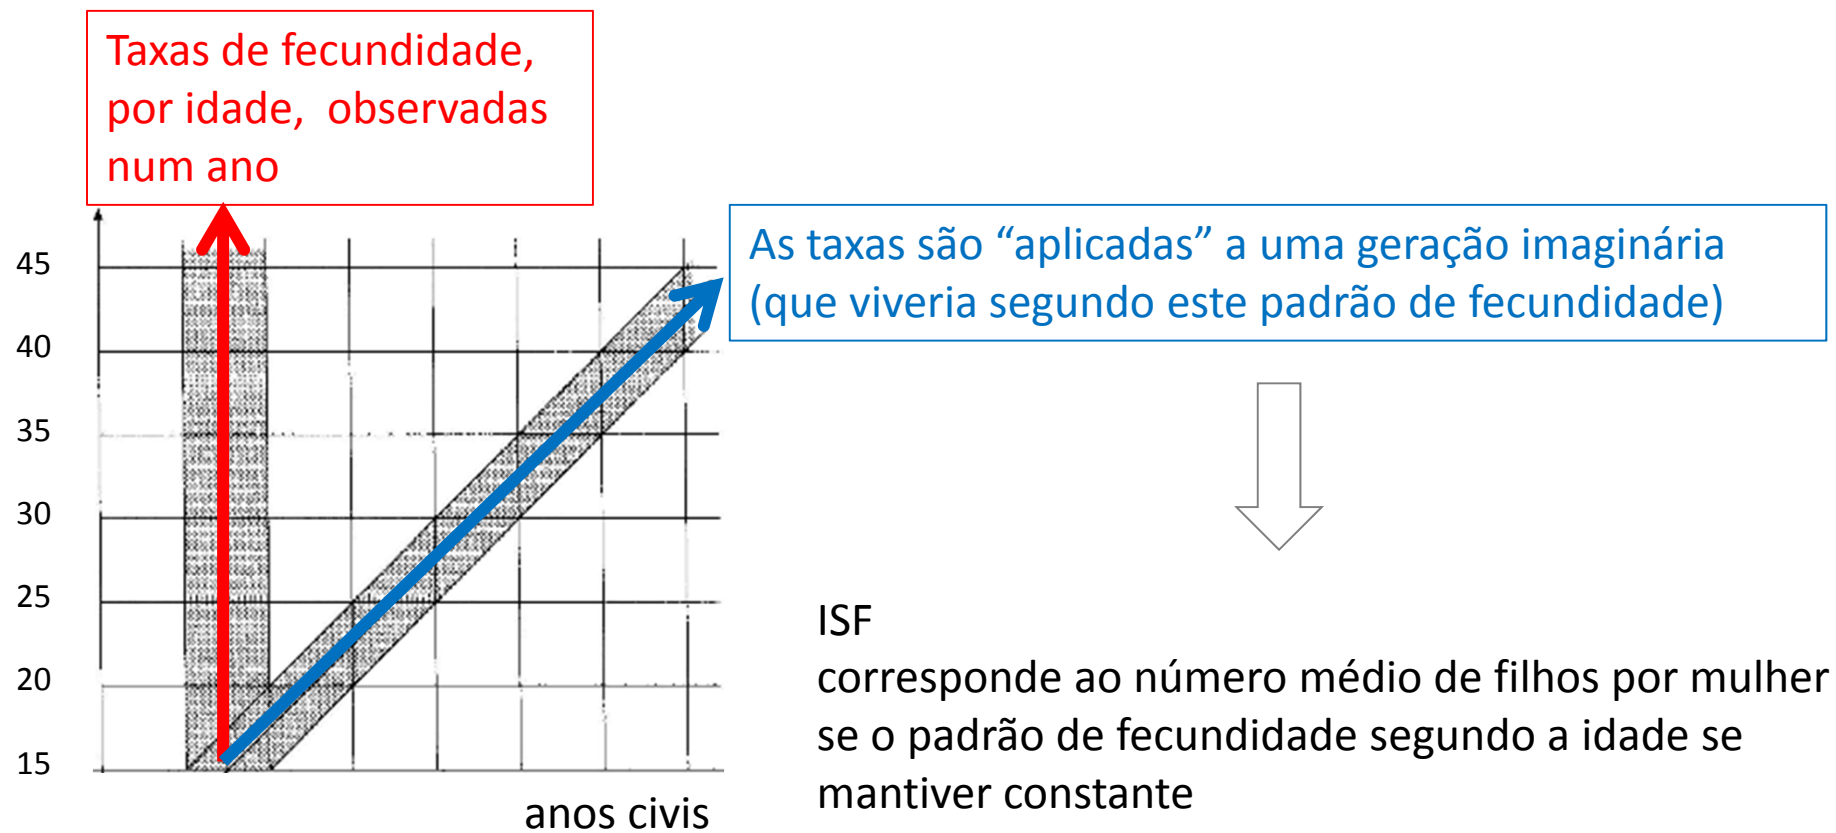 Taxas de fecundidade,
por idade, observadas
num ano
As taxas são “aplicadas” a uma geração imaginária
(que viveria segundo este padrão de fecundidade)
45
40
35
30
25
20
15
anos civis
ISF
corresponde ao número médio de filhos por mulher
se o padrão de fecundidade segundo a idade se
mantiver constante